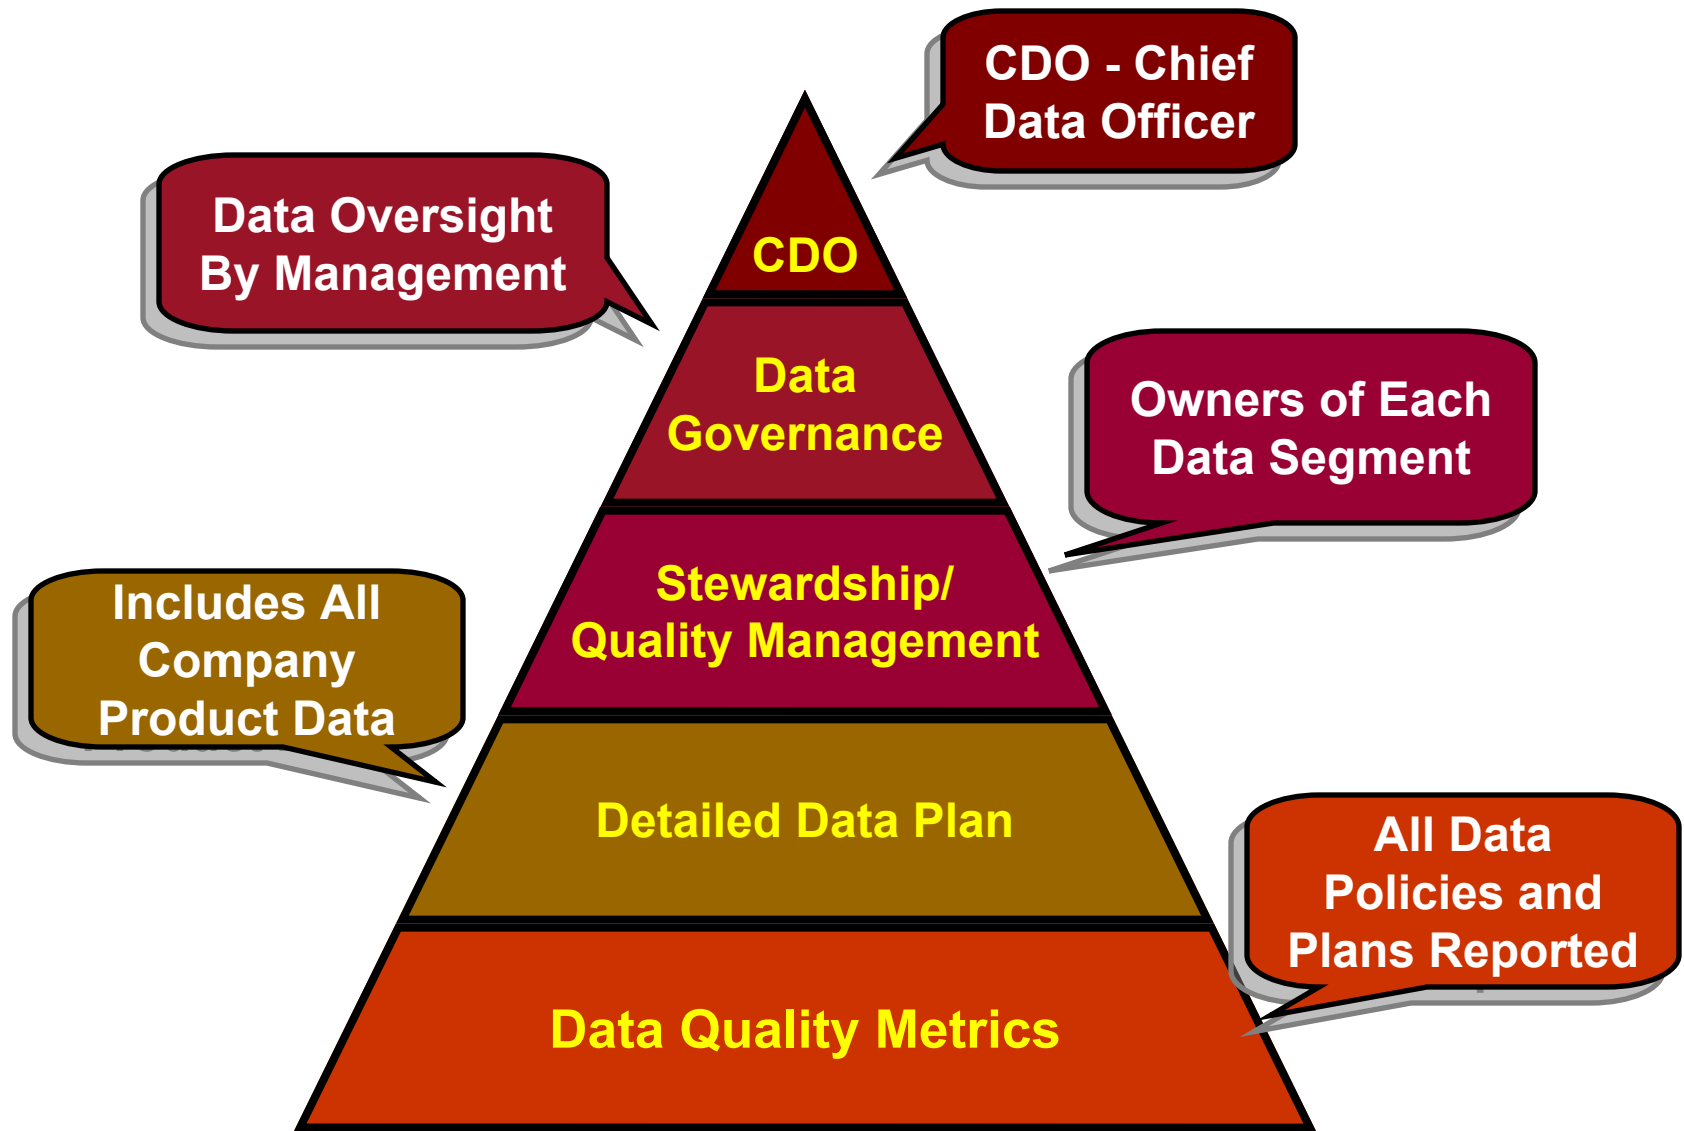 CDO - Chief
Data Officer
Data Oversight
By Management
CDO
Data
Governance
Owners of Each
Data Segment
Stewardship/
Quality Management
Includes All
Company
Product Data
Detailed Data Plan
All Data
Policies and
Plans Reported
Data Quality Metrics